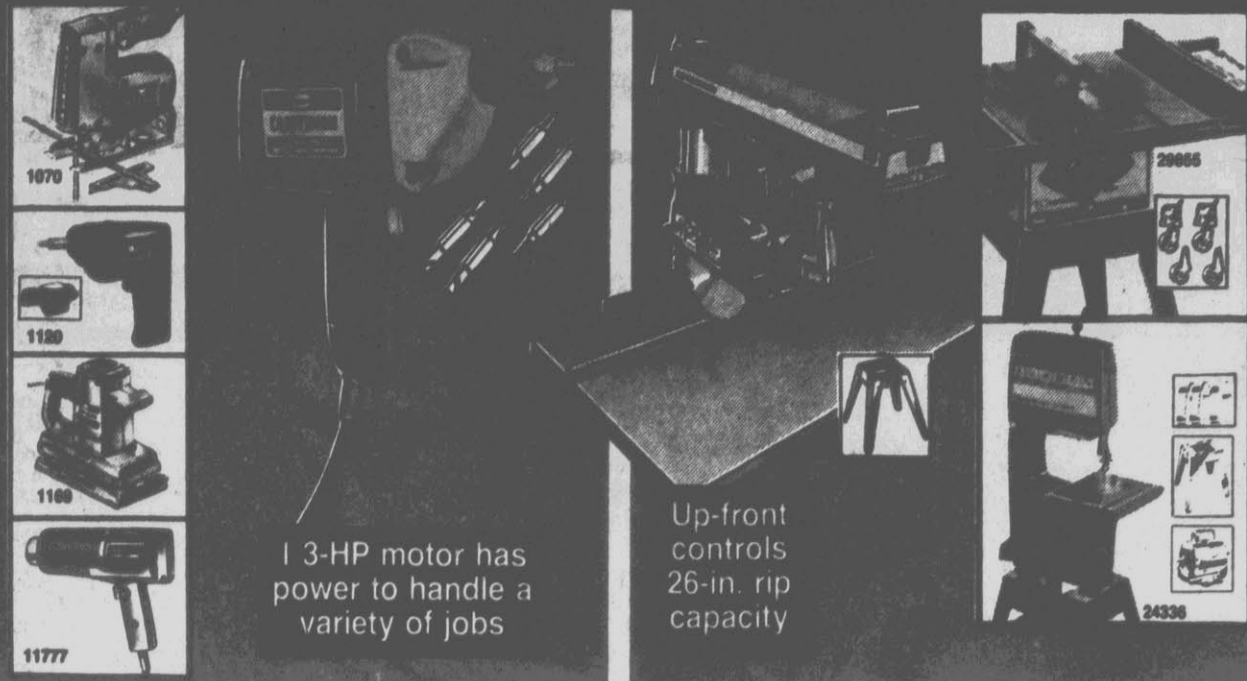 1070
1120
1169
11777
CRAFTSMAN
I 3-HP motor has
power to handle a
variety of jobs
Up-front
controls
26-in. rip
capacity
29855
24336